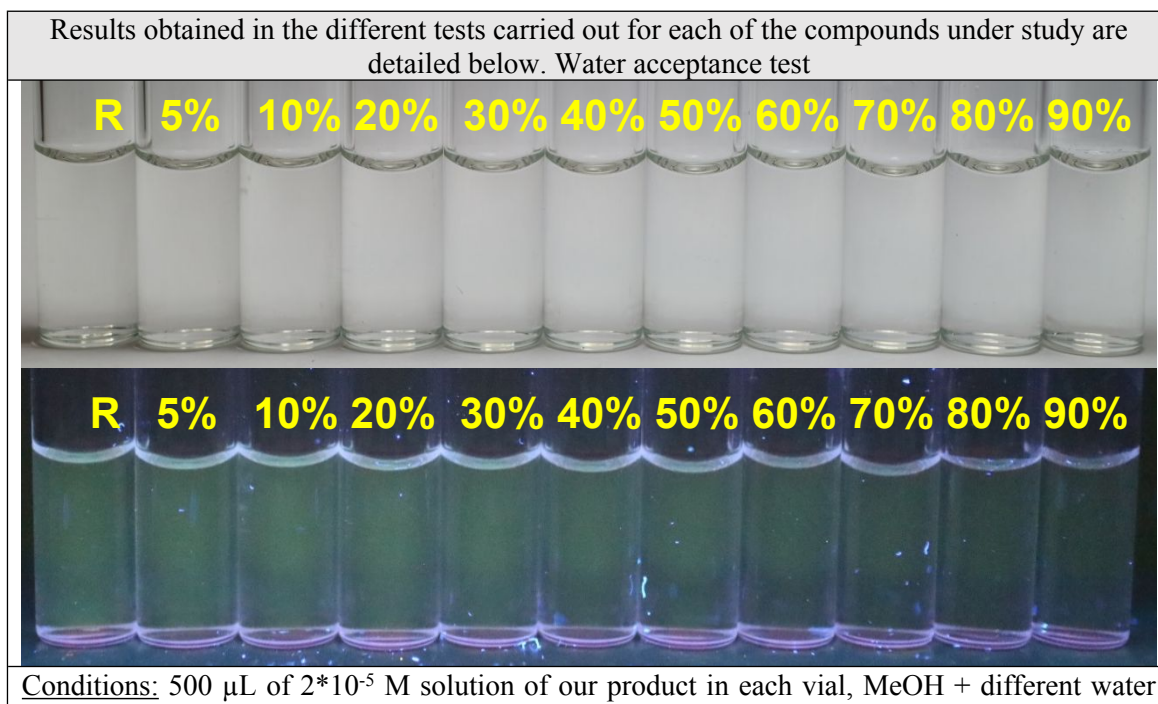 Results obtained in the different tests carried out for each of the compounds under study are
detailed below. Water acceptance test
R 5% 10% 20% 30% 40% 50% 60% 70% 80% 90%
R 5% 10% 20% 30% 40% 50% 60% 70% 80% 90%
Conditions: 500 μL of 2*10⁻⁵ M solution of our product in each vial, MeOH + different water